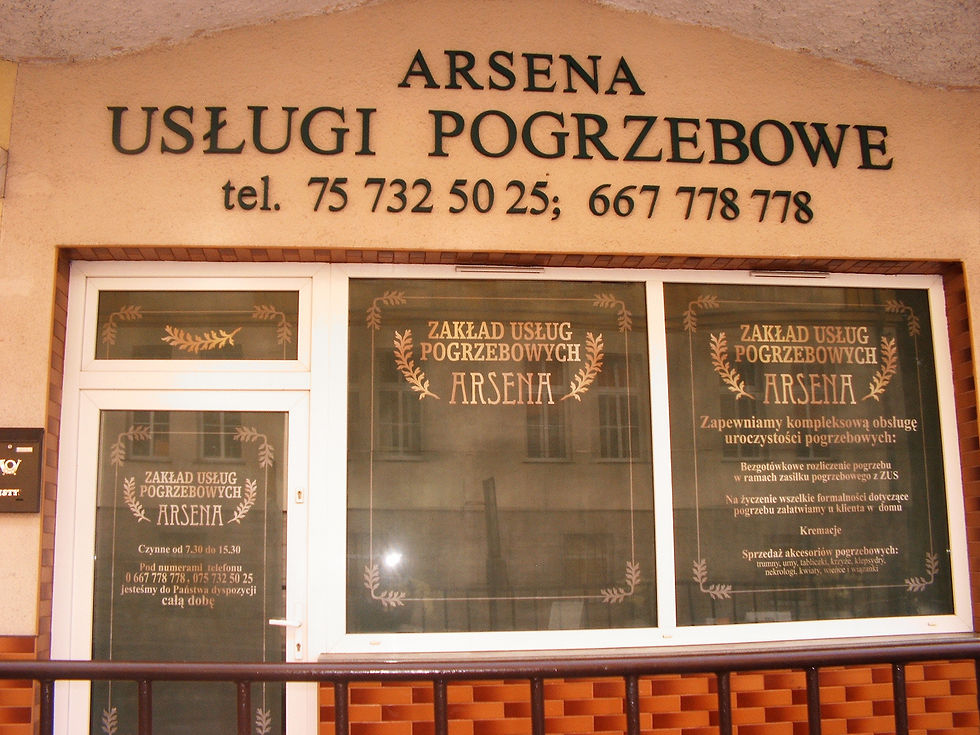 ARSENA
USŁUGI POGRZEBOWE
tel. 75 732 50 25; 667 778 778
ZAKŁAD USŁUG
POGRZEBOWYCH
ARSENA
Czynne od 7.30 do 15.30
Pod numerami telefonu
0 667 778 778 , 075 732 50 25
jesteśmy do Państwa dyspozycji
całą dobę
ZAKŁAD USŁUG
POGRZEBOWYCH
ARSENA
ZAKŁAD USŁUG
POGRZEBOWYCH
ARSENA
Zapewniamy kompleksową obsługę
uroczystości pogrzebowych:
Bezgotówkowe rozliczenie pogrzebu
w ramach zasiłku pogrzebowego z ZUS
Na życzenie wszelkie formalności dotyczące
pogrzebu załatwiamy u klienta w domu
Kremacje
Sprzedaż akcesoriów pogrzebowych:
trumny, urny, tabliczki, krzyże, klepsydry,
nekrologi, kwiaty, wieńce i wiązanki